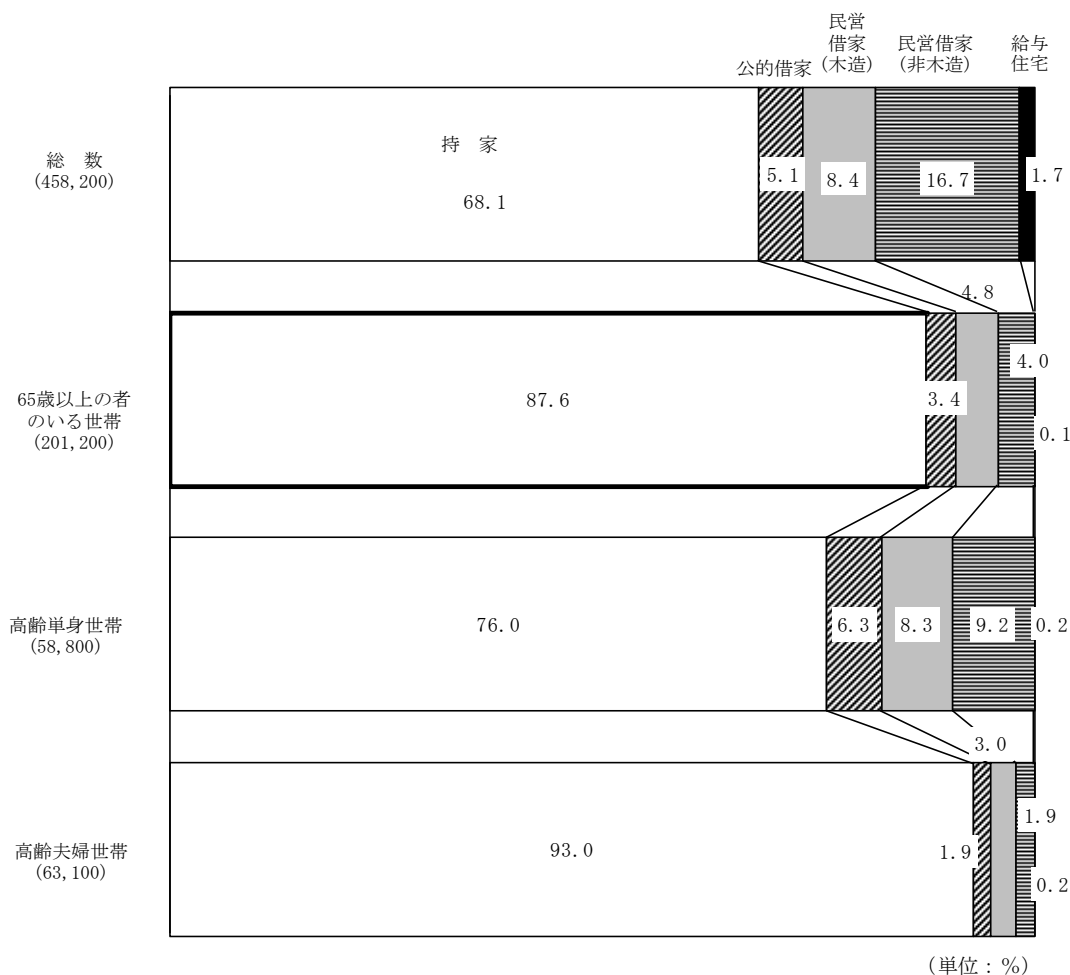 民営
借家
(木造)
民営借家
(非木造)
給与
住宅
公的借家
総　数
(458,200)
持　家
68.1
5.1
8.4
16.7
1.7
4.8
65歳以上の者
のいる世帯
(201,200)
87.6
3.4
4.0
0.1
高齢単身世帯
(58,800)
76.0
6.3
8.3
9.2
0.2
3.0
高齢夫婦世帯
(63,100)
93.0
1.9
1.9
0.2
(単位：%)